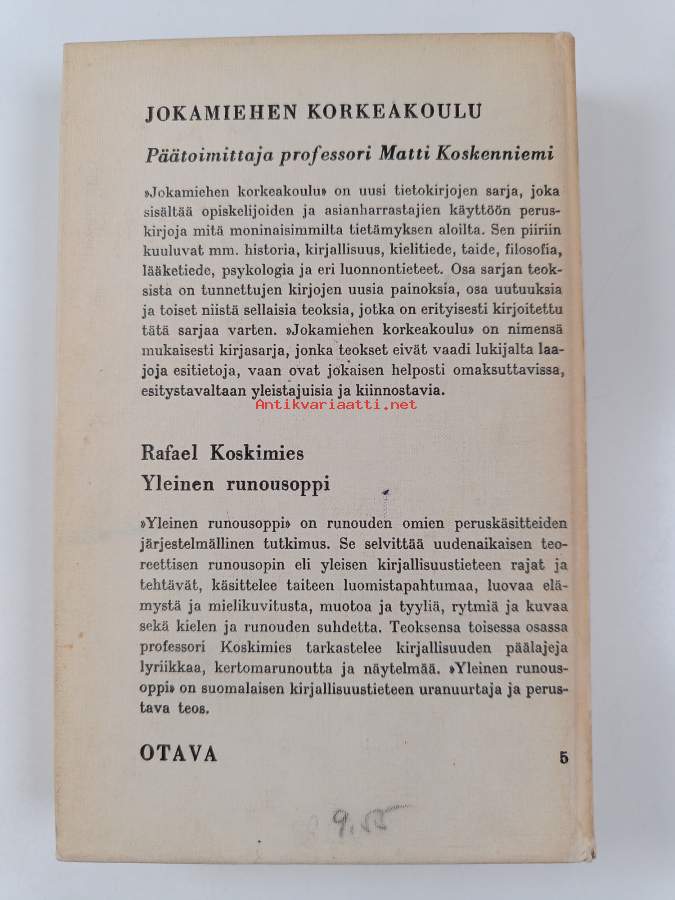 JOKAMIEHEN KORKEAKOULU
Päätoimittaja professori Matti Koskenniemi
»Jokamiehen korkeakoulu» on uusi tietokirjojen sarja, joka
sisältää opiskelijoiden ja asianharrastajien käyttöön perus-
kirjoja mitä moninaisimmilta tietämyksen aloilta. Sen piiriin
kuuluvat mm. historia, kirjallisuus, kielitiede, taide, filosofia,
lääketiede, psykologia ja eri luonnontieteet. Osa sarjan teok-
sista on tunnettujen kirjojen uusia painoksia, osa uutuuksia
ja toiset niistä sellaisia teoksia, jotka on erityisesti kirjoitettu
tätä sarjaa varten. »Jokamiehen korkeakoulu» on nimensä
mukaisesti kirjasarja, jonka teokset eivät vaadi lukijalta laa-
joja esitietoja, vaan ovat jokaisen helposti omaksuttavissa,
esitystavaltaan yleistajuisia ja kiinnostavia.
Antikvariaatti.net
Rafael Koskimies
Yleinen runousoppi
»Yleinen runousoppi» on runouden omien peruskäsitteiden
järjestelmällinen tutkimus. Se selvittää uudenaikaisen teo-
reettisen runousopin eli yleisen kirjallisuustieteen rajat ja
tehtävät, käsittelee taiteen luomistapahtumaa, luovaa elä-
mystä ja mielikuvitusta, muotoa ja tyyliä, rytmiä ja kuvaa
sekä kielen ja runouden suhdetta. Teoksensa toisessa osassa
professori Koskimies tarkastelee kirjallisuuden päälajeja
lyriikkaa, kertomarunoutta ja näytelmää. »Yleinen runous-
oppi» on suomalaisen kirjallisuustieteen uranuurtaja ja perus-
tava teos.
OTAVA 5
9,55